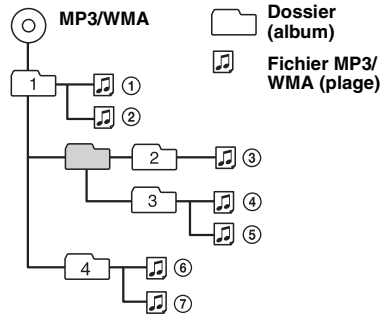 MP3/WMA
Dossier
(album)
Fichier MP3/
WMA (plage)
1
①
②
2
③
3
④
⑤
4
⑥
⑦